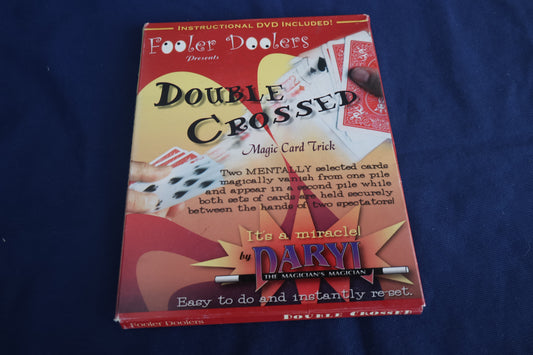 INSTRUCTIONAL DVD INCLUDED!
Fooler Doolers
Presents
DOUBLE
CROSSED
Magic Card Trick
Two MENTALLY selected cards
magically vanish from one pile
and appear in a second pile while
both sets of cards are held securely
between the hands of two spectators!
It's a miracle!
by DARYL
THE MAGICIAN'S MAGICIAN
Easy to do and instantly re-set.
Fooler Doolers DOUBLE CROSSED